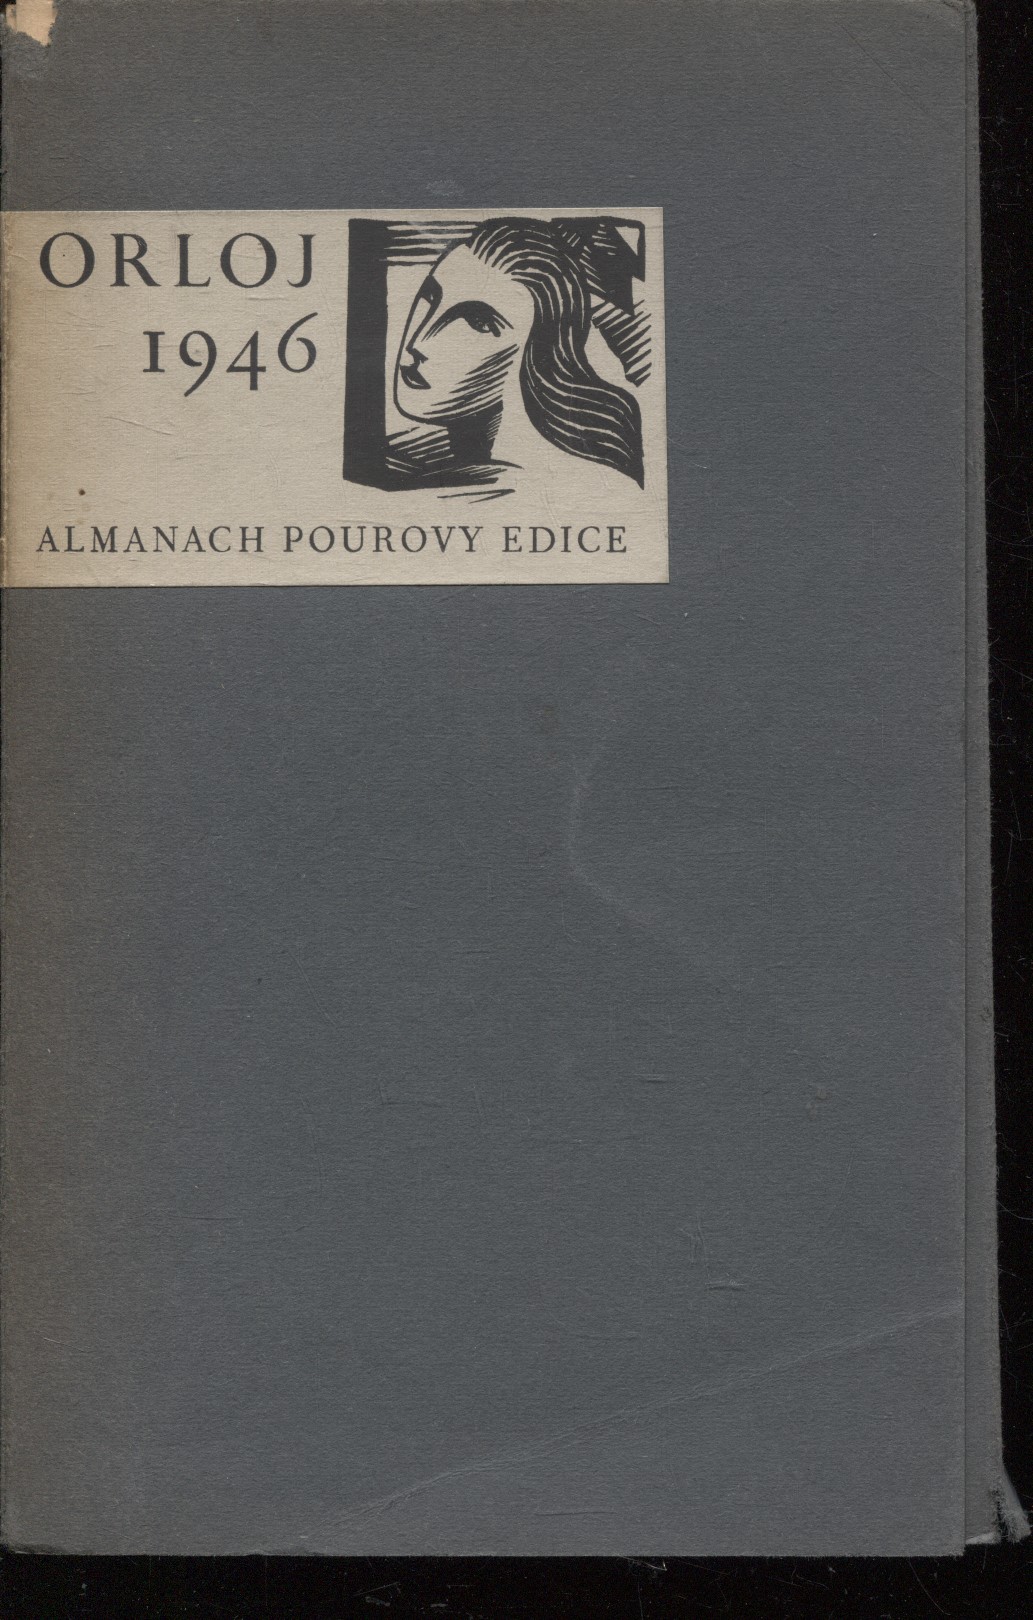 ORLOJ
1946
ALMANACH POUROVY EDICE